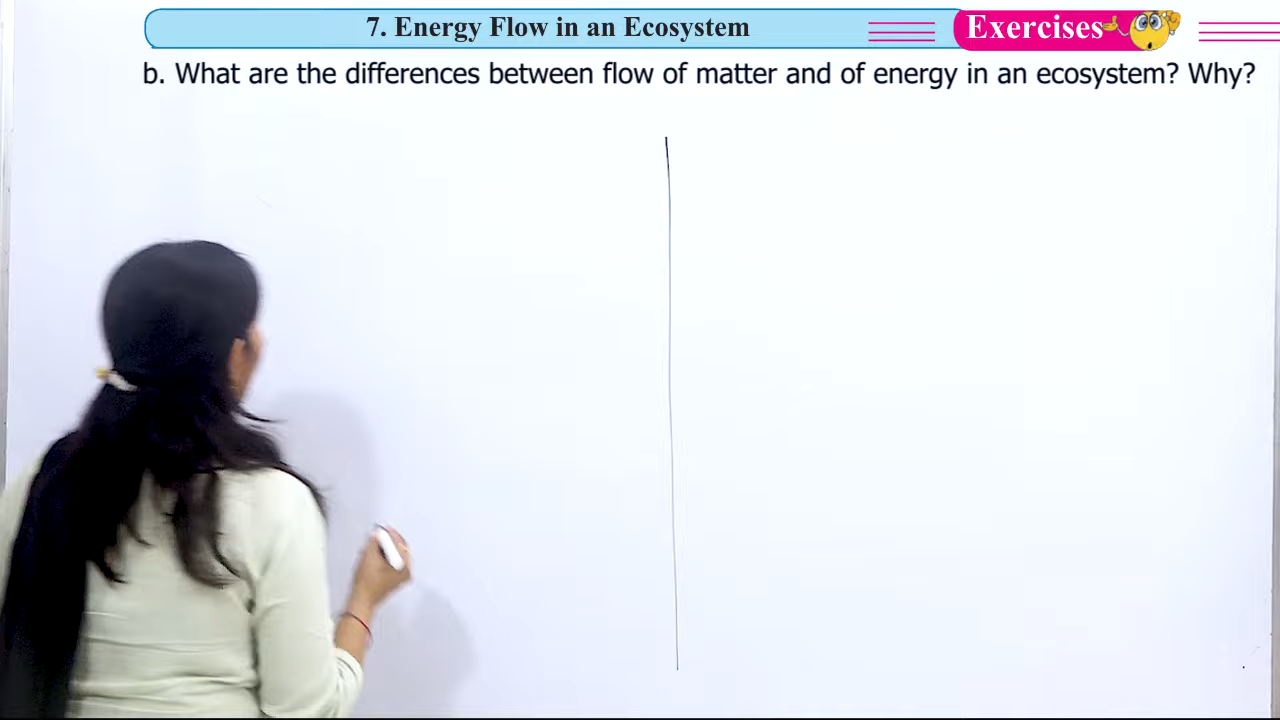 7. Energy Flow in an Ecosystem
Exercises
b. What are the differences between flow of matter and of energy in an ecosystem? Why?